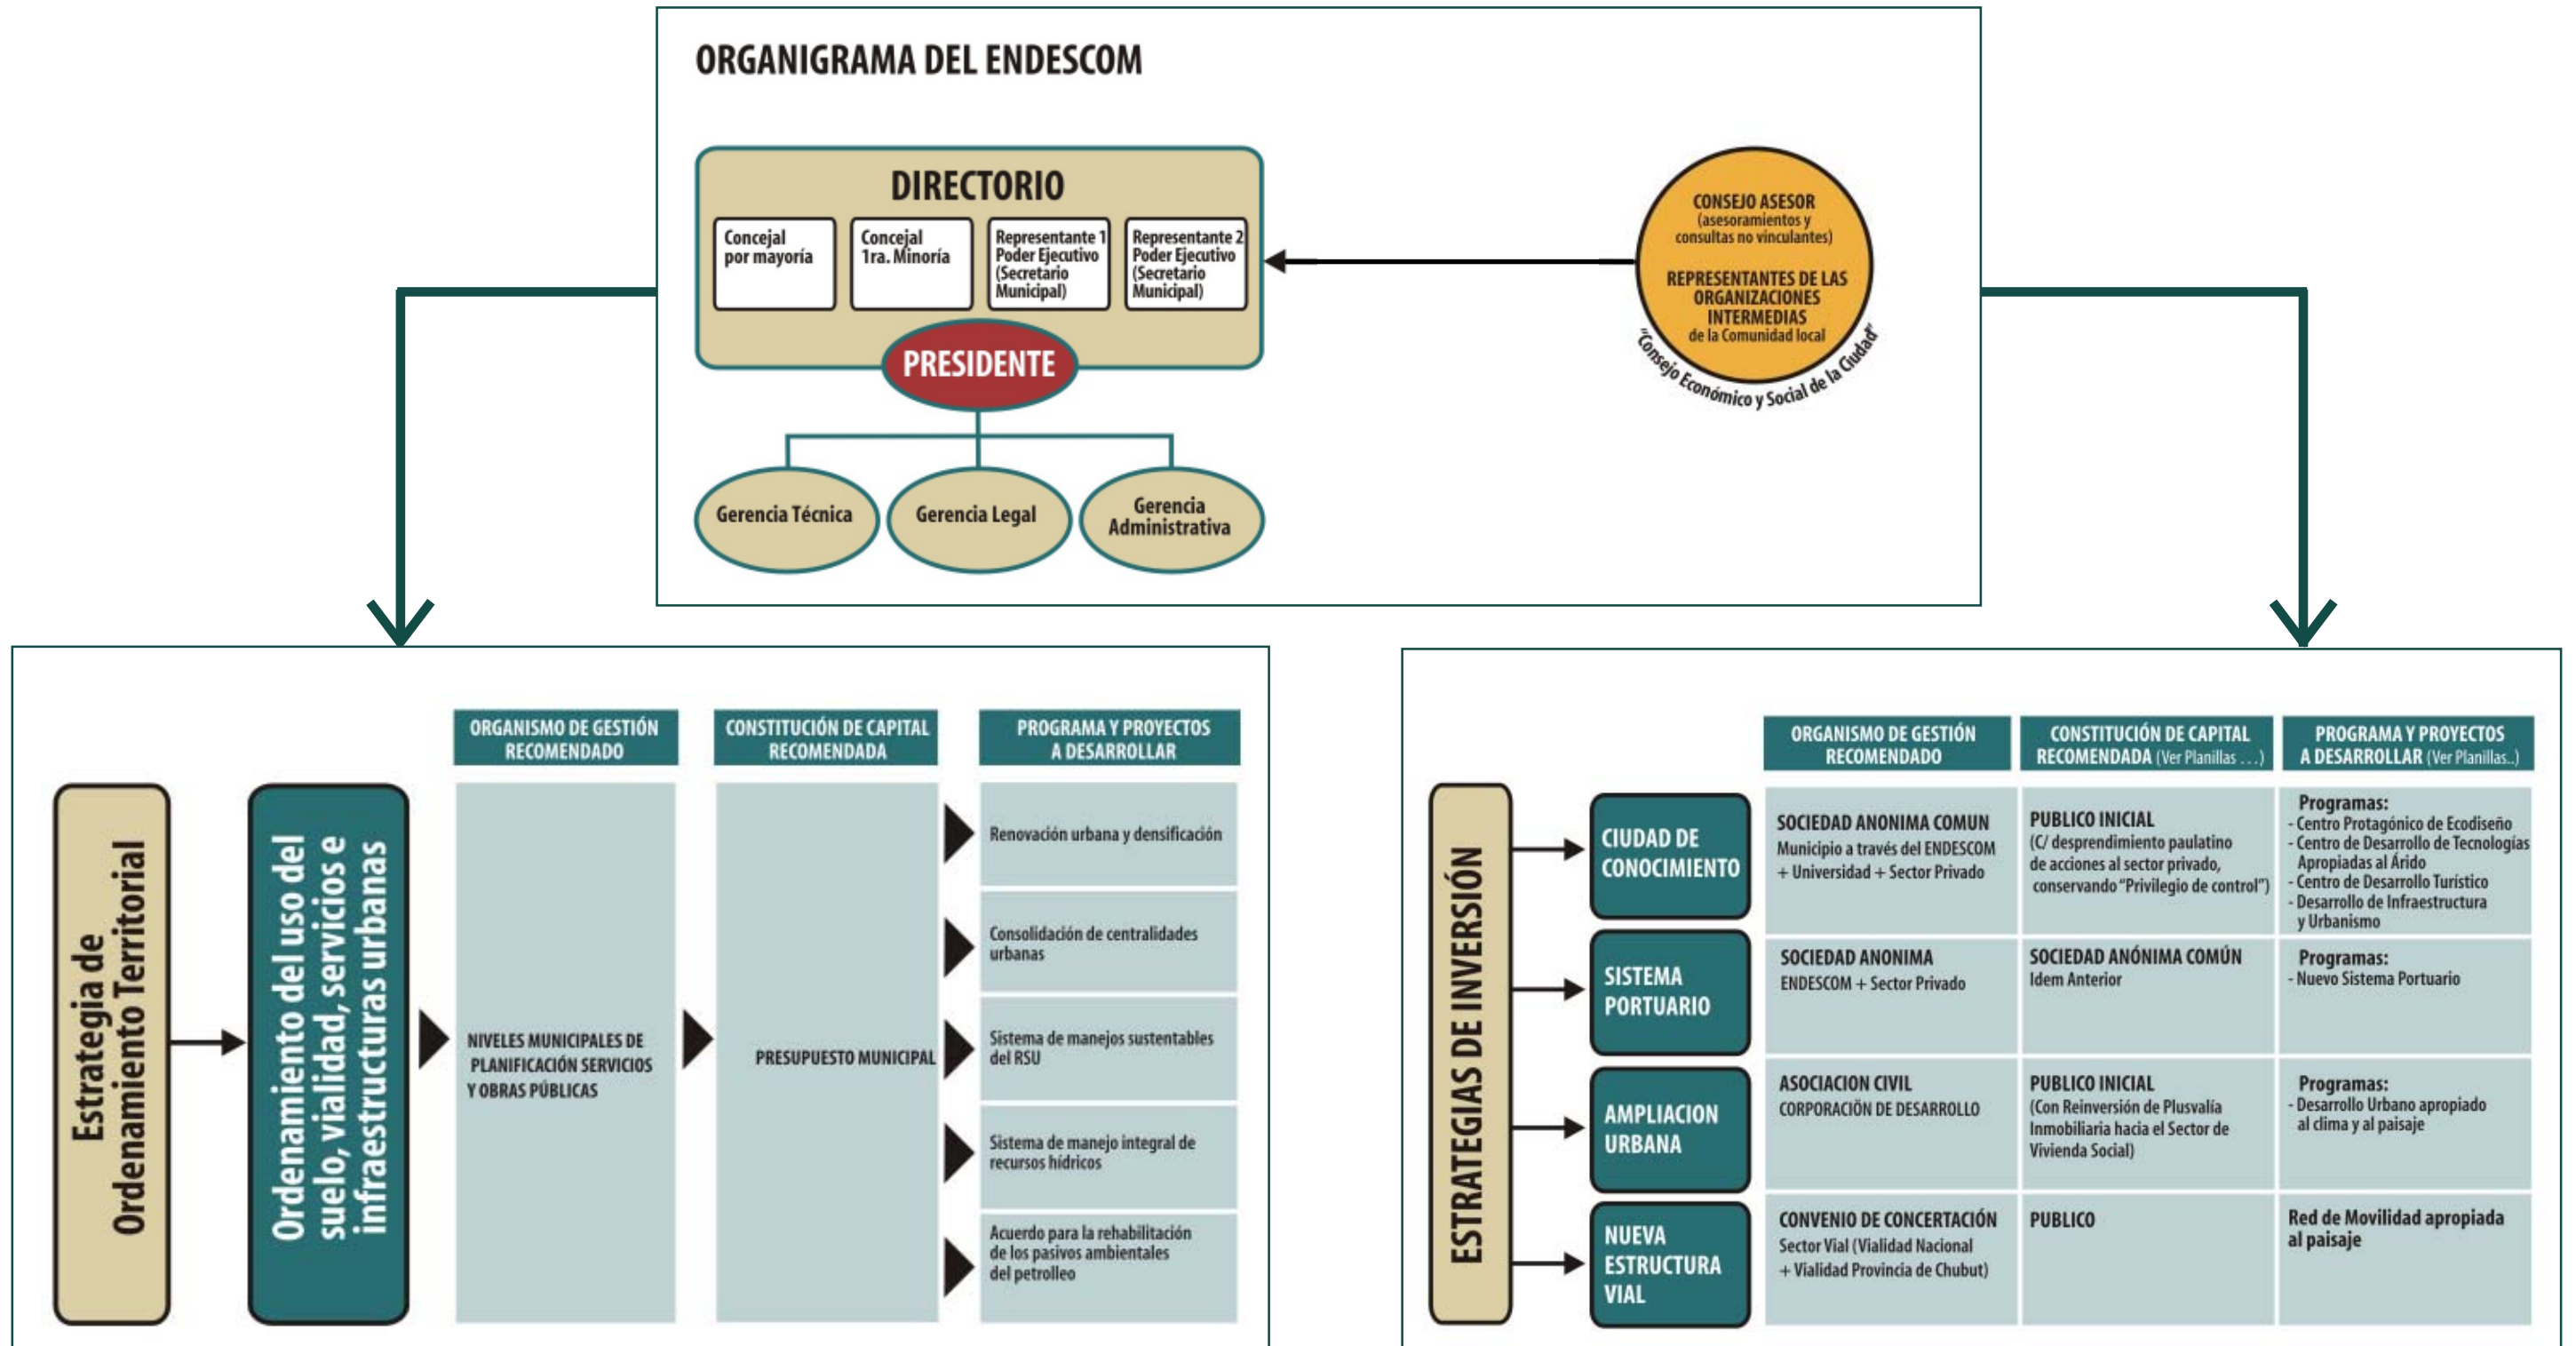 ORGANIGRAMA DEL ENDESCOM
DIRECTORIO
Concejal
por mayoría
Concejal
1ra. Minoría
Representante 1
Poder Ejecutivo
(Secretario
Municipal)
Representante 2
Poder Ejecutivo
(Secretario
Municipal)
PRESIDENTE
Gerencia Técnica
Gerencia Legal
Gerencia
Administrativa
CONSEJO ASESOR
(asesoramientos y
consultas no vinculantes)
REPRESENTANTES DE LAS
ORGANIZACIONES
INTERMEDIAS
de la Comunidad local
"Consejo Económico y Social de la Ciudad"
Estrategia de
Ordenamiento Territorial
Ordenamiento del uso del
suelo, vialidad, servicios e
infraestructuras urbanas
ORGANISMO DE GESTIÓN
RECOMENDADO
NIVELES MUNICIPALES DE
PLANIFICACIÓN SERVICIOS
Y OBRAS PÚBLICAS
CONSTITUCIÓN DE CAPITAL
RECOMENDADA
PRESUPUESTO MUNICIPAL
PROGRAMA Y PROYECTOS
A DESARROLLAR
Renovación urbana y densificación
Consolidación de centralidades
urbanas
Sistema de manejos sustentables
del RSU
Sistema de manejo integral de
recursos hídricos
Acuerdo para la rehabilitación
de los pasivos ambientales
del petrolleo
ESTRATEGIAS DE INVERSIÓN
ORGANISMO DE GESTIÓN
RECOMENDADO
CONSTITUCIÓN DE CAPITAL
RECOMENDADA (Ver Planillas ...)
PROGRAMA Y PROYECTOS
A DESARROLLAR (Ver Planillas..)
CIUDAD DE
CONOCIMIENTO
SOCIEDAD ANONIMA COMUN
Municipio a través del ENDESCOM
+ Universidad + Sector Privado
PUBLICO INICIAL
(C/ desprendimiento paulatino
de acciones al sector privado,
conservando "Privilegio de control")
Programas:
- Centro Protagónico de Ecodiseño
- Centro de Desarrollo de Tecnologías
Apropiadas al Árido
- Centro de Desarrollo Turístico
- Desarrollo de Infraestructura
y Urbanismo
SISTEMA
PORTUARIO
SOCIEDAD ANONIMA
ENDESCOM + Sector Privado
SOCIEDAD ANÓNIMA COMÚN
Idem Anterior
Programas:
- Nuevo Sistema Portuario
AMPLIACION
URBANA
ASOCIACION CIVIL
CORPORACIÖN DE DESARROLLO
PUBLICO INICIAL
(Con Reinversión de Plusvalía
Inmobiliaria hacia el Sector de
Vivienda Social)
Programas:
- Desarrollo Urbano apropiado
al clima y al paisaje
NUEVA
ESTRUCTURA
VIAL
CONVENIO DE CONCERTACIÓN
Sector Vial (Vialidad Nacional
+ Vialidad Provincia de Chubut)
PUBLICO
Red de Movilidad apropiada
al paisaje